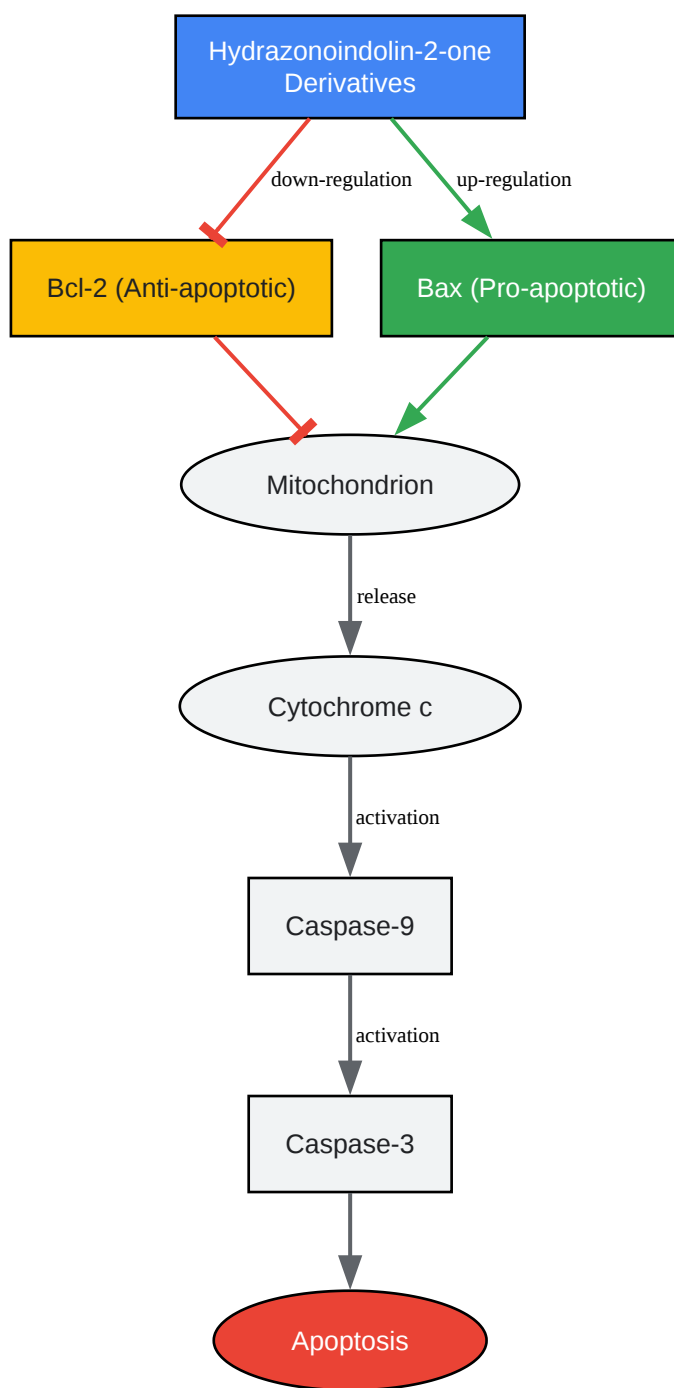 Hydrazonoindolin-2-one
Derivatives
down-regulation
up-regulation
Bcl-2 (Anti-apoptotic)
Bax (Pro-apoptotic)
Mitochondrion
release
Cytochrome c
activation
Caspase-9
activation
Caspase-3
Apoptosis